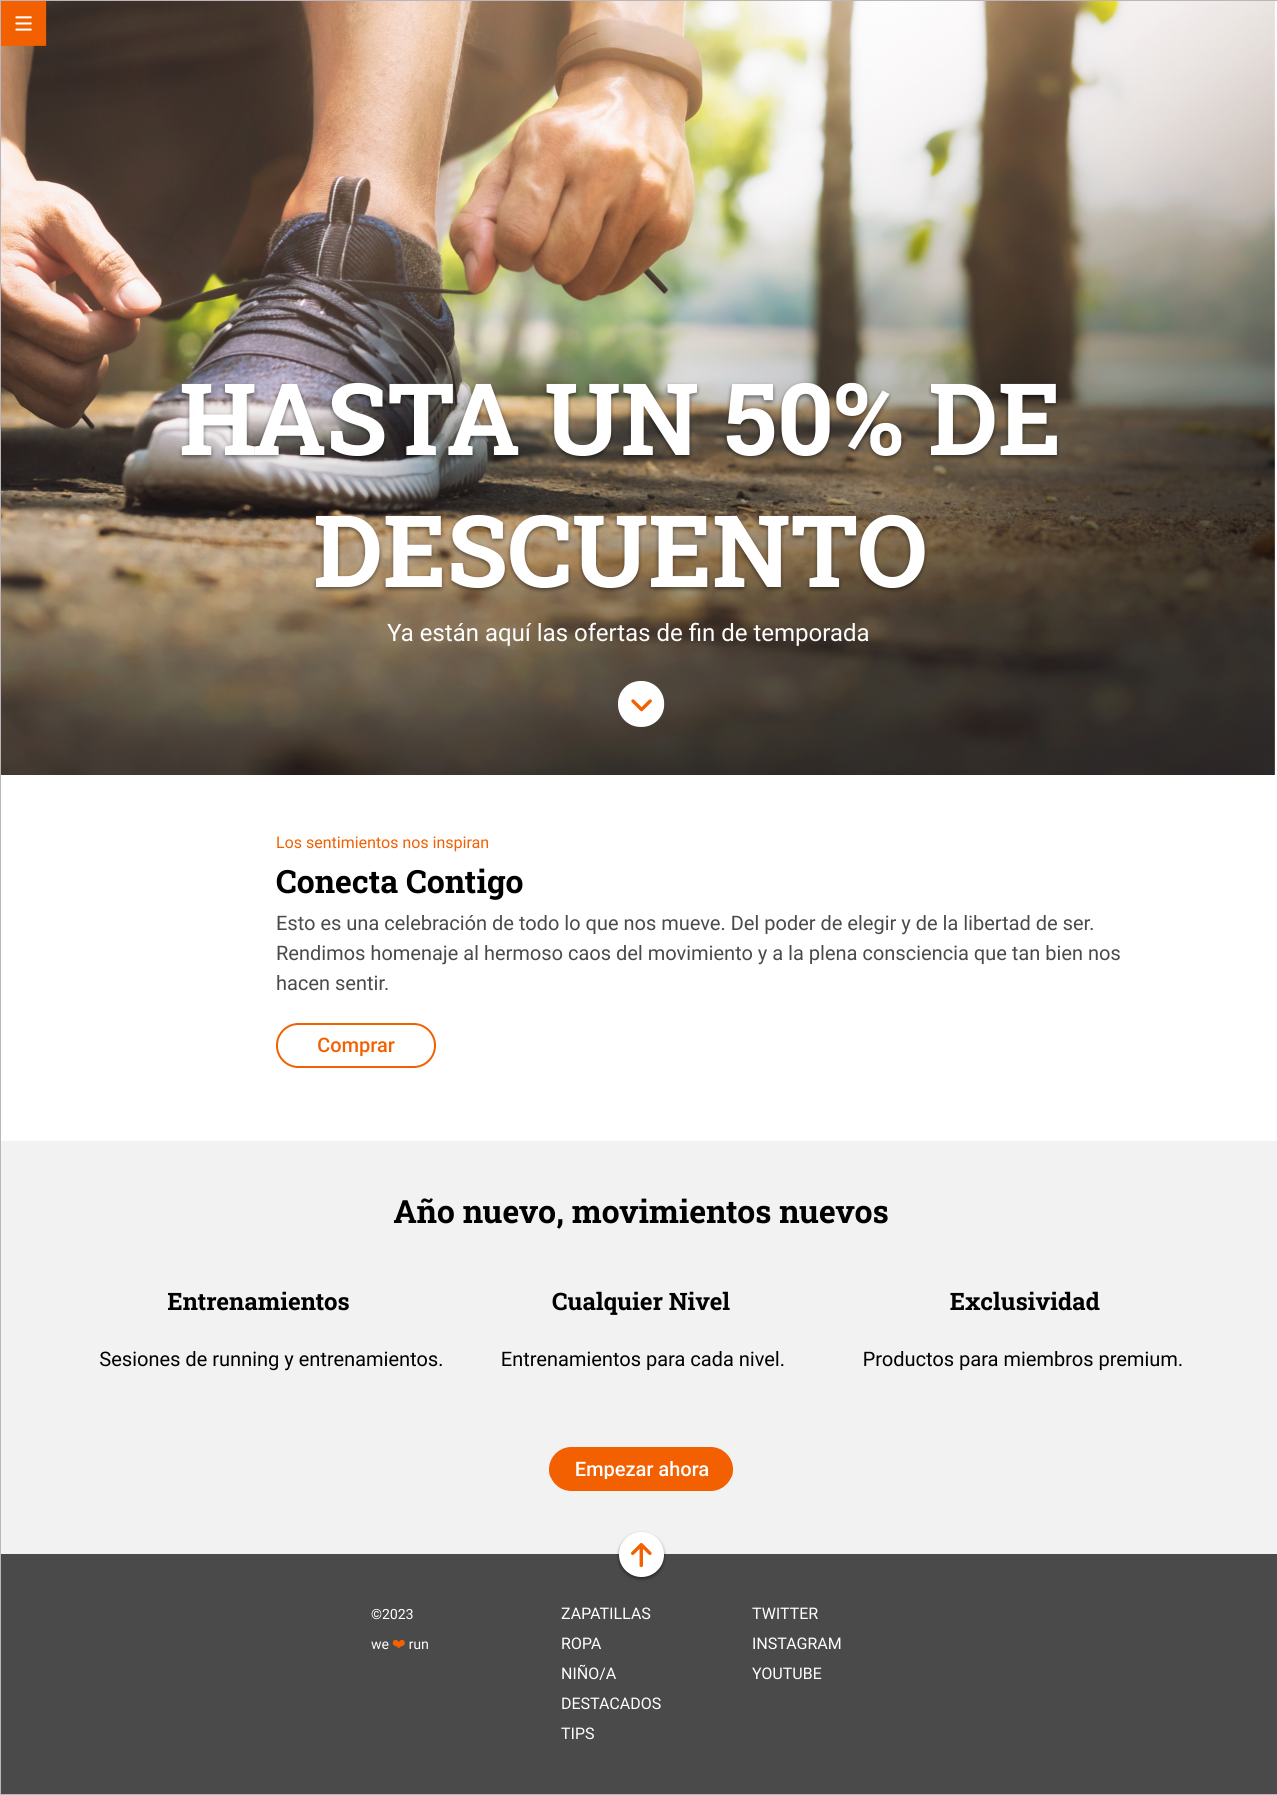 HASTA UN 50% DE
DESCUENTO
Ya están aquí las ofertas de fin de temporada
Los sentimientos nos inspiran
Conecta Contigo
Esto es una celebración de todo lo que nos mueve. Del poder de elegir y de la libertad de ser.
Rendimos homenaje al hermoso caos del movimiento y a la plena consciencia que tan bien nos
hacen sentir.
Comprar
Año nuevo, movimientos nuevos
Entrenamientos
Sesiones de running y entrenamientos.
Cualquier Nivel
Entrenamientos para cada nivel.
Exclusividad
Productos para miembros premium.
Empezar ahora
©2023
we ❤ run
ZAPATILLAS
ROPA
NIÑO/A
DESTACADOS
TIPS
TWITTER
INSTAGRAM
YOUTUBE